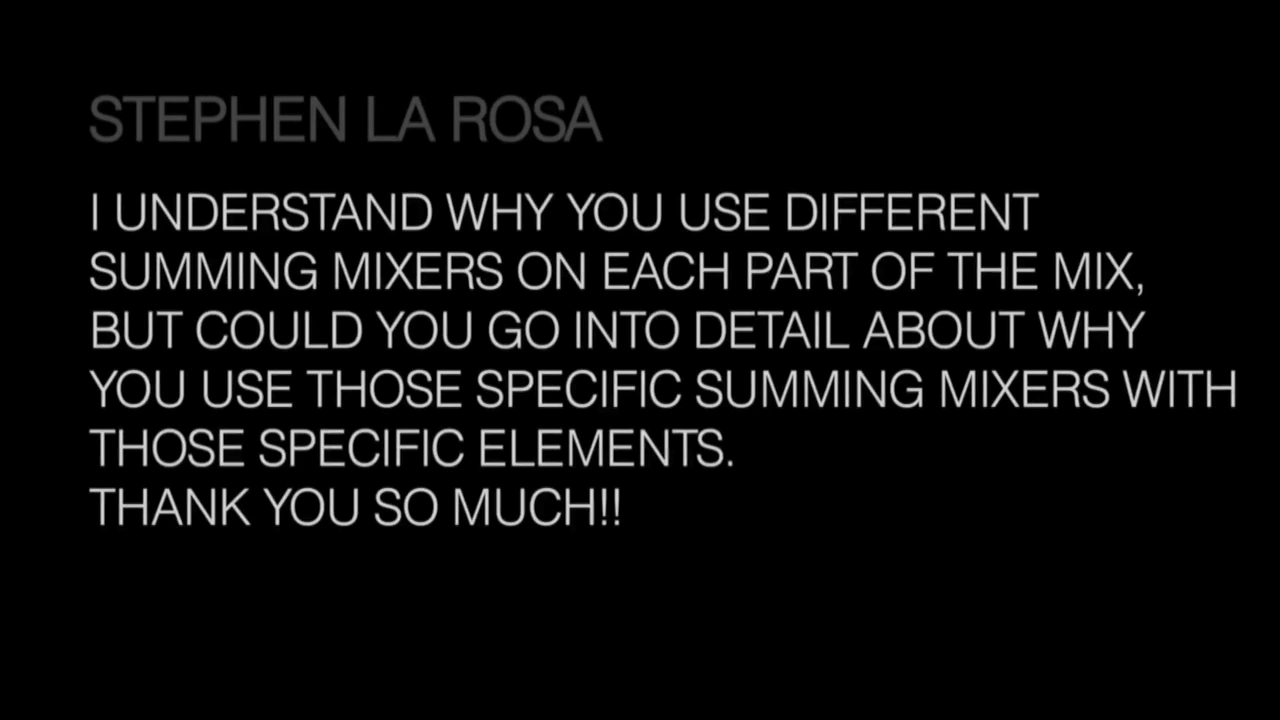 STEPHEN LA ROSA
I UNDERSTAND WHY YOU USE DIFFERENT
SUMMING MIXERS ON EACH PART OF THE MIX,
BUT COULD YOU GO INTO DETAIL ABOUT WHY
YOU USE THOSE SPECIFIC SUMMING MIXERS WITH
THOSE SPECIFIC ELEMENTS.
THANK YOU SO MUCH!!